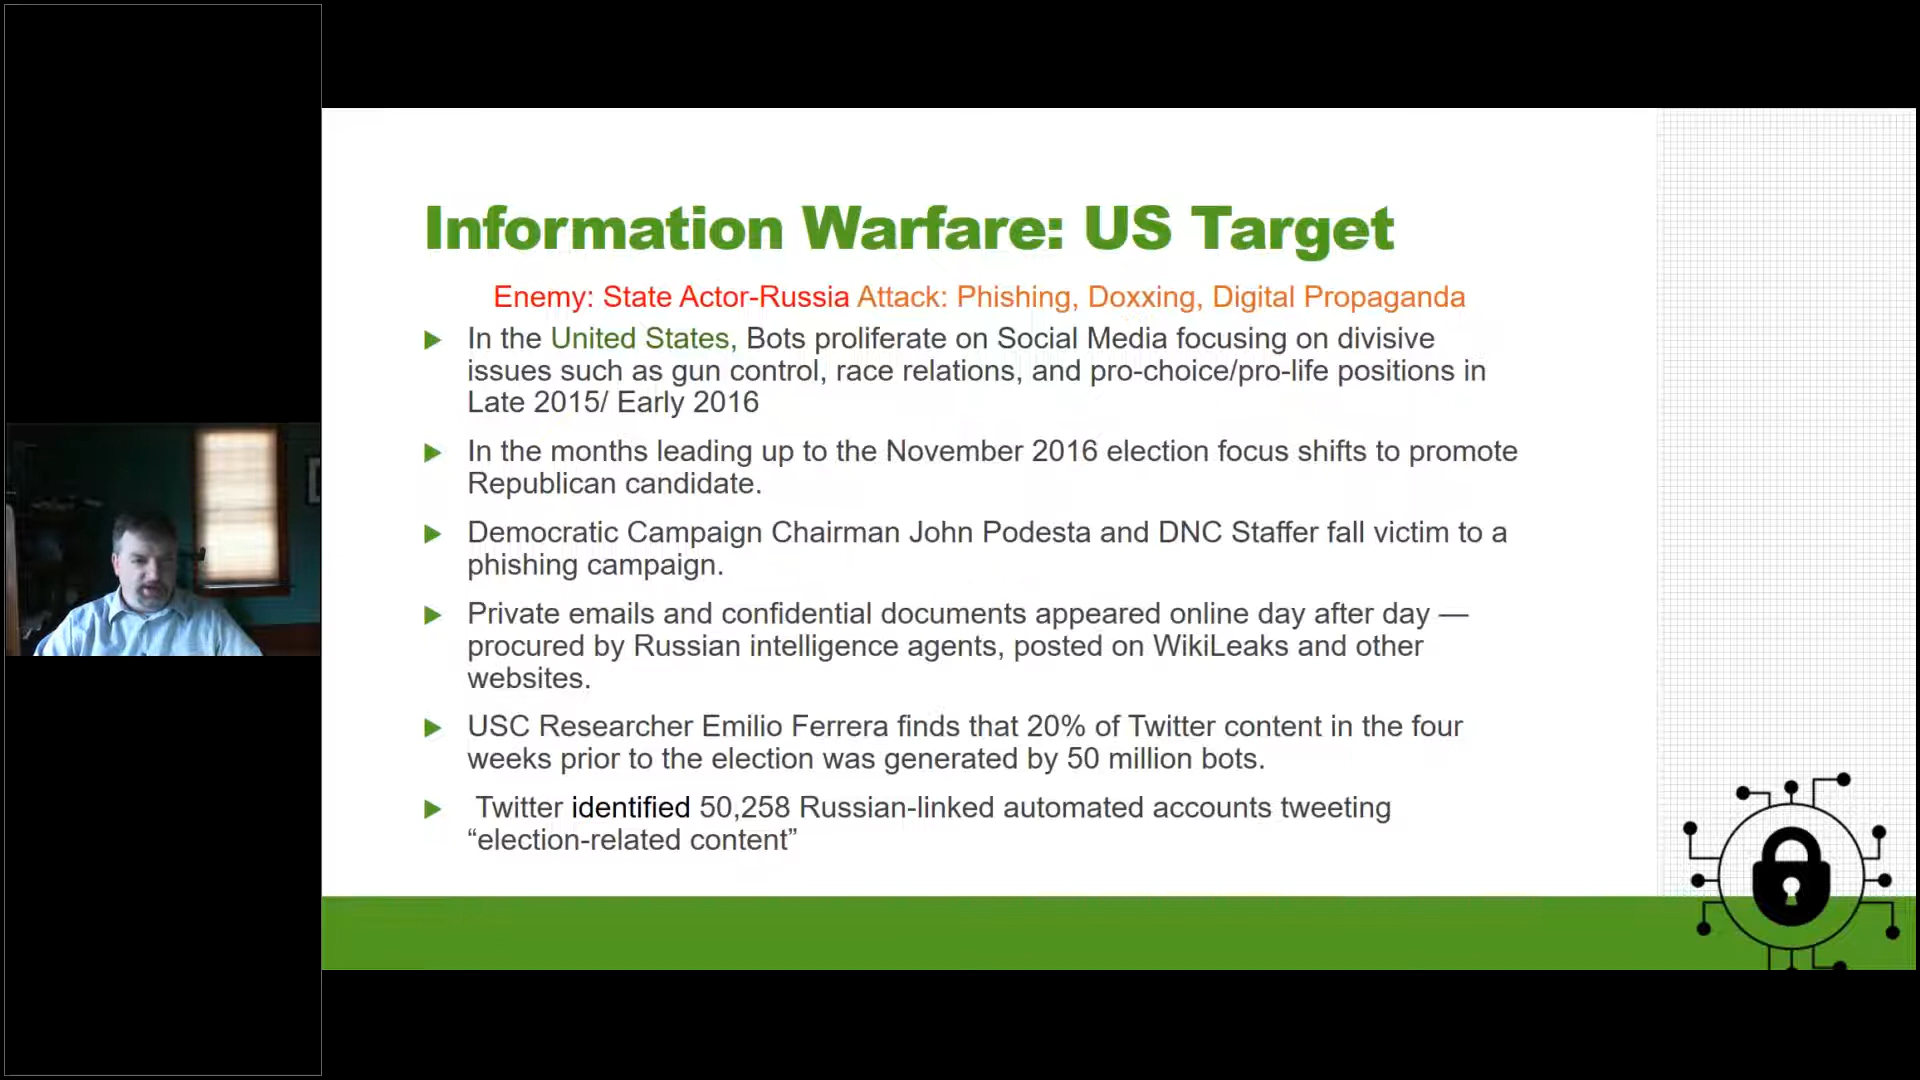 Information Warfare: US Target
Enemy: State Actor-Russia Attack: Phishing, Doxxing, Digital Propaganda
In the United States, Bots proliferate on Social Media focusing on divisive
issues such as gun control, race relations, and pro-choice/pro-life positions in
Late 2015/ Early 2016
In the months leading up to the November 2016 election focus shifts to promote
Republican candidate.
Democratic Campaign Chairman John Podesta and DNC Staffer fall victim to a
phishing campaign.
Private emails and confidential documents appeared online day after day —
procured by Russian intelligence agents, posted on WikiLeaks and other
websites.
USC Researcher Emilio Ferrera finds that 20% of Twitter content in the four
weeks prior to the election was generated by 50 million bots.
Twitter identified 50,258 Russian-linked automated accounts tweeting
“election-related content”